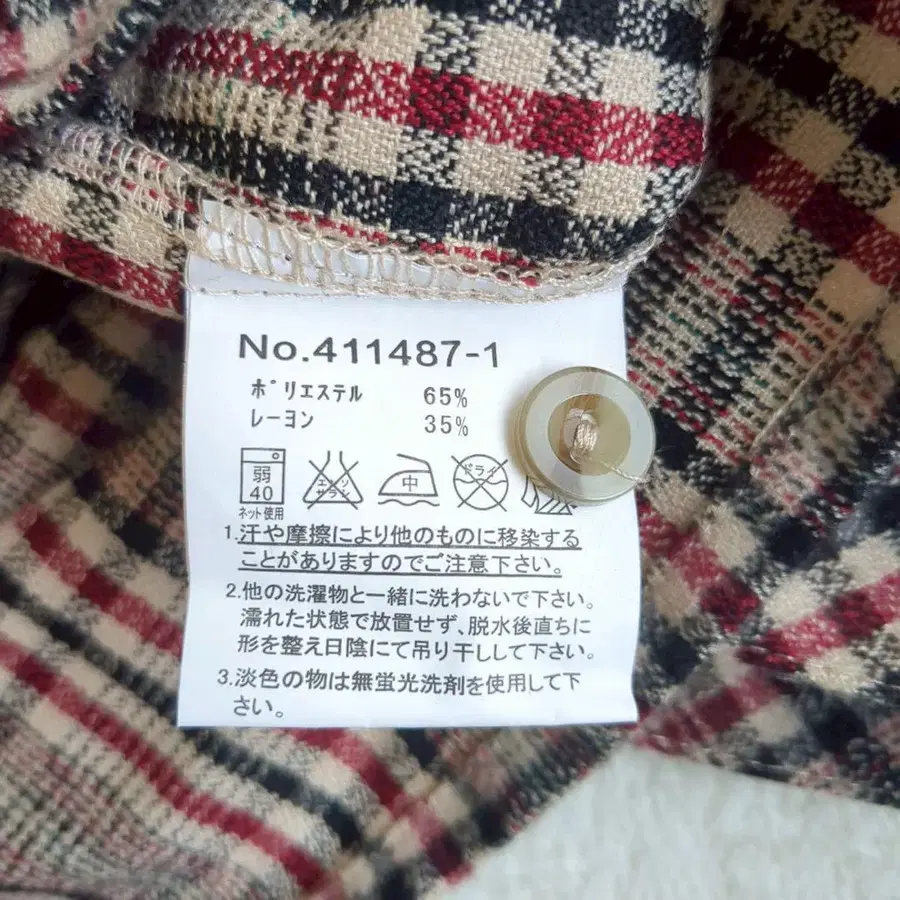 No.411487-1
ポリエステル 65%
レーヨン 35%
弱 40 エンソ サラシ 中 ドライ
ネット使用
1.汗や摩擦により他のものに移染する
ことがありますのでご注意下さい。
2.他の洗濯物と一緒に洗わないで下さい。
濡れた状態で放置せず、脱水後直ちに
形を整え日陰にて吊り干しして下さい。
3.淡色の物は無蛍光洗剤を使用して下
さい。